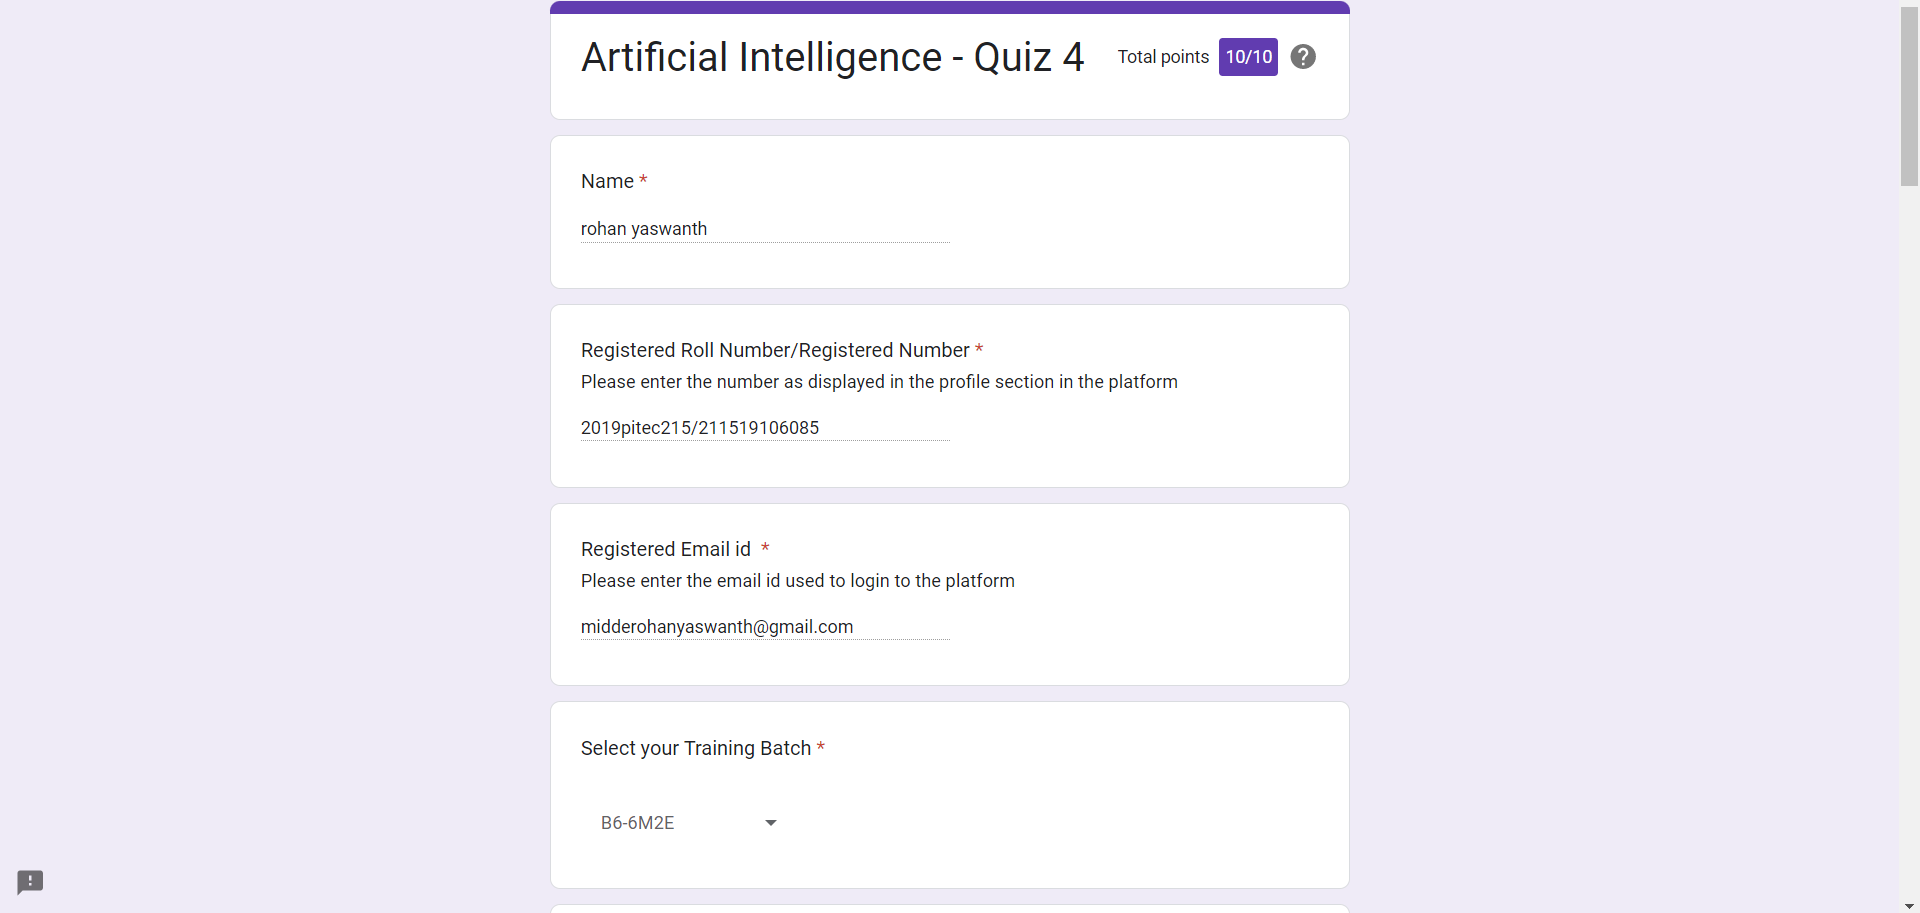 Artificial Intelligence - Quiz 4
Total points 10/10
Name *
rohan yaswanth
Registered Roll Number/Registered Number *
Please enter the number as displayed in the profile section in the platform
2019pitec215/211519106085
Registered Email id *
Please enter the email id used to login to the platform
midderohanyaswanth@gmail.com
Select your Training Batch *
B6-6M2E